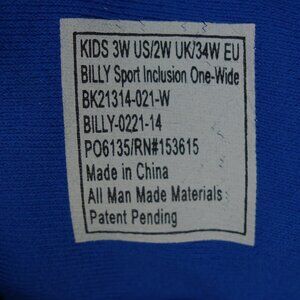 KIDS 3W US/2W UK/34W EU
BILLY Sport Inclusion One-Wide
BK21314-021-W
BILLY-0221-14
PO6135/RN#153615
Made in China
All Man Made Materials
Patent Pending